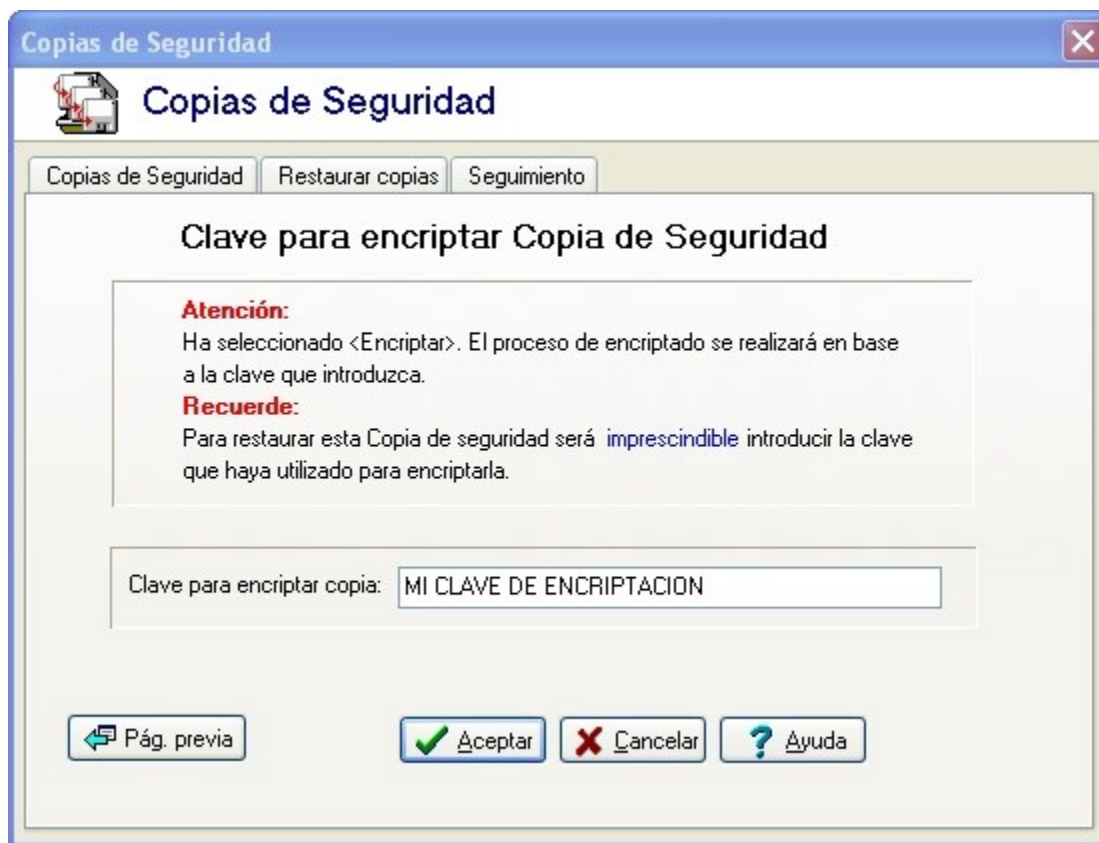 Copias de Seguridad
Copias de Seguridad
Copias de Seguridad Restaurar copias Seguimiento
Clave para encriptar Copia de Seguridad
Atención:
Ha seleccionado <Encriptar>. El proceso de encriptado se realizará en base
a la clave que introduzca.
Recuerde:
Para restaurar esta Copia de seguridad será imprescindible introducir la clave
que haya utilizado para encriptarla.
Clave para encriptar copia: MI CLAVE DE ENCRIPTACION
Pág. previa Aceptar Cancelar Ayuda